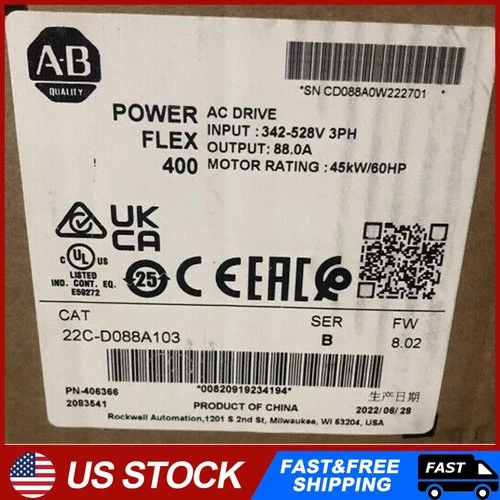 A-B
QUALITY
*SN CD088A0W222701 *
POWER FLEX 400
AC DRIVE
INPUT : 342-528V 3PH
OUTPUT: 88.0A
MOTOR RATING : 45kW/60HP
UK CA
C UL US
LISTED
IND. CONT. EQ.
E59272
25
CE EAC
CAT
22C-D088A103
SER
B
FW
8.02
PN-406366
2083541
*00820919234194*
生产日期
2022/06/28
PRODUCT OF CHINA
Rockwell Automation,1201 S 2nd St, Milwaukee, WI 53204, USA
US STOCK
Fast&FREE SHIPPING
FAST